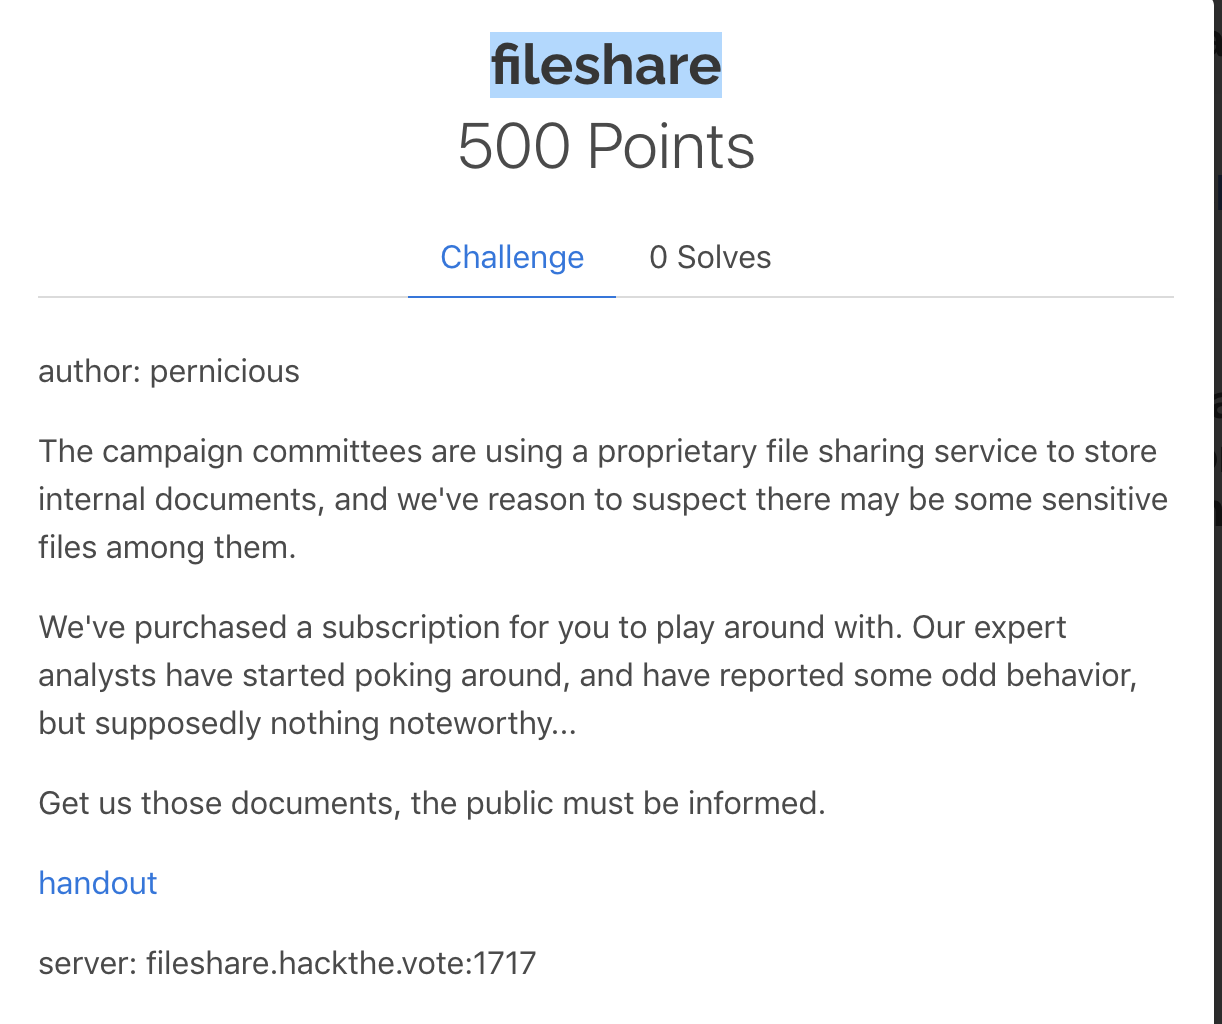 fileshare
500 Points
Challenge
0 Solves
author: pernicious
The campaign committees are using a proprietary file sharing service to store
internal documents, and we've reason to suspect there may be some sensitive
files among them.
We've purchased a subscription for you to play around with. Our expert
analysts have started poking around, and have reported some odd behavior,
but supposedly nothing noteworthy...
Get us those documents, the public must be informed.
handout
server: fileshare.hackthe.vote:1717